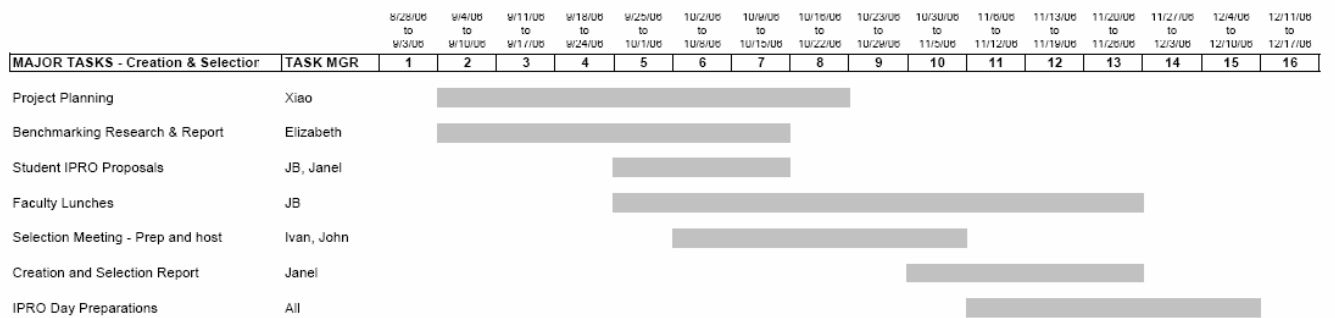 8/28/06 9/4/06 9/11/06 9/18/06 9/25/06 10/2/06 10/9/06 10/16/06 10/23/06 10/30/06 11/6/06 11/13/06 11/20/06 11/27/06 12/4/06 12/11/06
to to to to to to to to to to to to to to to to
9/3/06 9/10/06 9/17/06 9/24/06 10/1/06 10/8/06 10/15/06 10/22/06 10/29/06 11/5/06 11/12/06 11/19/06 11/26/06 12/3/06 12/10/06 12/17/06
MAJOR TASKS - Creation & Selection TASK MGR 1 2 3 4 5 6 7 8 9 10 11 12 13 14 15 16
Project Planning Xiao
Benchmarking Research & Report Elizabeth
Student IPRO Proposals JB, Janel
Faculty Lunches JB
Selection Meeting - Prep and host Ivan, John
Creation and Selection Report Janel
IPRO Day Preparations All